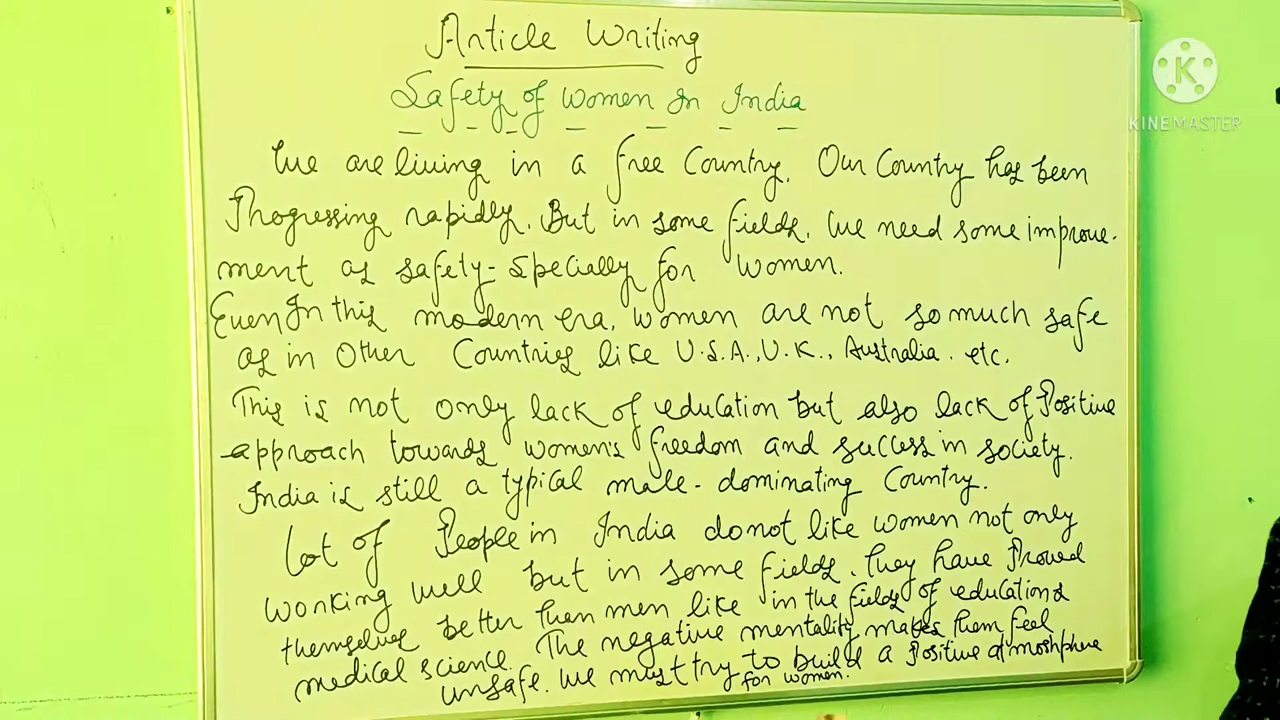 Article Writing
Safety of women In India
We are living in a free Country. Our Country has been
Progressing rapidly. But in some fields, we need some improve-
ment as safety- specially for women.
Even In this modern era, women are not so much safe
as in Other Countries like U.S.A., U.K., Australia. etc.
This is not only lack of education but also lack of Positive
approach towards women's freedom and success in society.
India is still a typical male-dominating Country.
Lot of People in India do not like women not only
working well but in some fields. They have Proved
themselves better than men like in the fields of education &
medical science. The negative mentality makes them feel
unsafe. We must try to build a Positive atmoshphere
for women.
K
KINEMASTER